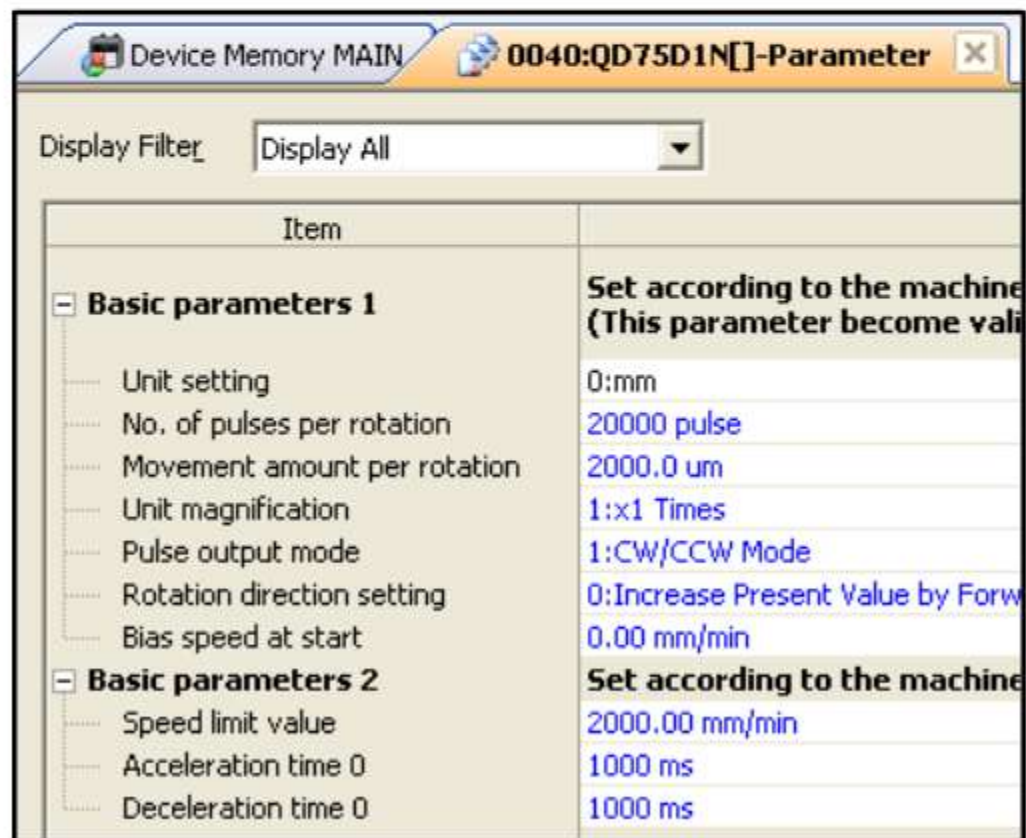 Device Memory MAIN
0040:QD75D1N[]-Parameter
Display Filter
Display All
Item
Basic parameters 1
Set according to the machine
(This parameter become vali
Unit setting
0:mm
No. of pulses per rotation
20000 pulse
Movement amount per rotation
2000.0 um
Unit magnification
1:x1 Times
Pulse output mode
1:CW/CCW Mode
Rotation direction setting
0:Increase Present Value by Forw
Bias speed at start
0.00 mm/min
Basic parameters 2
Set according to the machine
Speed limit value
2000.00 mm/min
Acceleration time 0
1000 ms
Deceleration time 0
1000 ms